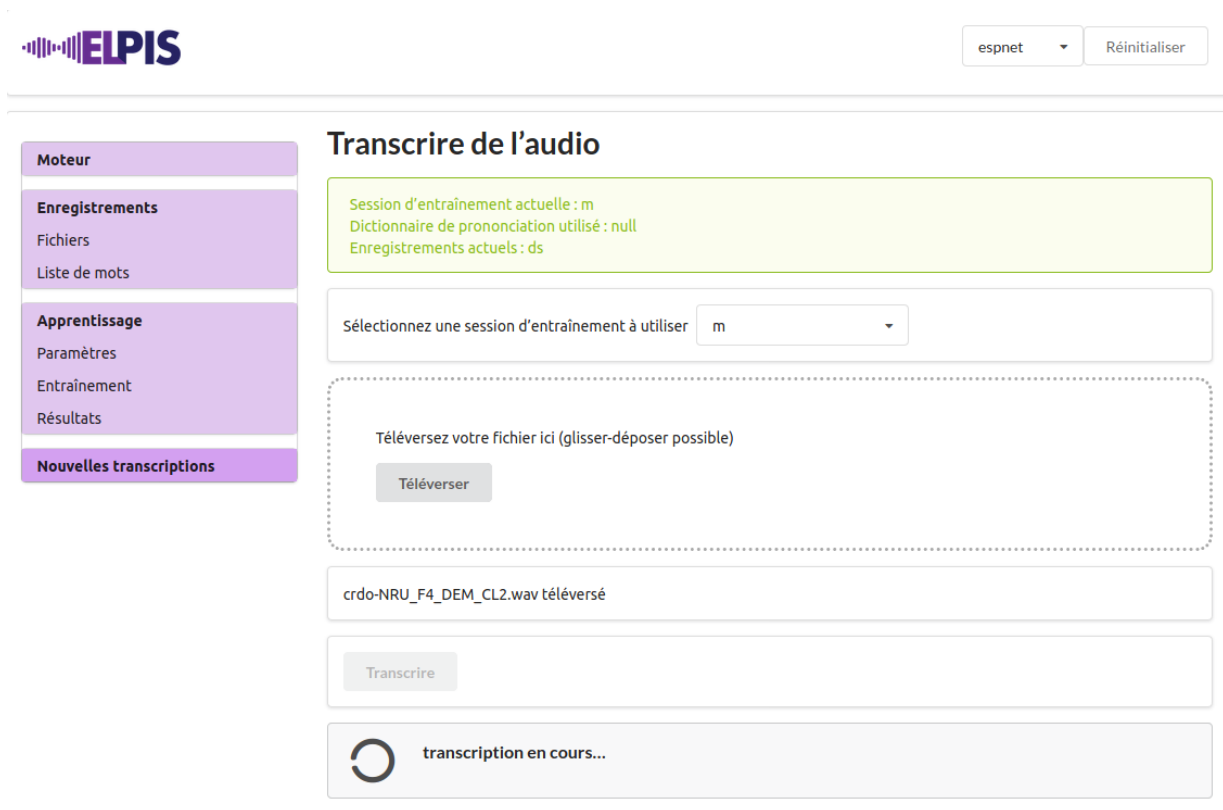 ELPIS
espnet
Réinitialiser
Moteur
Enregistrements
Fichiers
Liste de mots
Apprentissage
Paramètres
Entraînement
Résultats
Nouvelles transcriptions
Transcrire de l’audio
Session d’entraînement actuelle : m
Dictionnaire de prononciation utilisé : null
Enregistrements actuels : ds
Sélectionnez une session d’entraînement à utiliser m
Téléversez votre fichier ici (glisser-déposer possible)
Téléverser
crdo-NRU_F4_DEM_CL2.wav téléversé
Transcrire
transcription en cours...